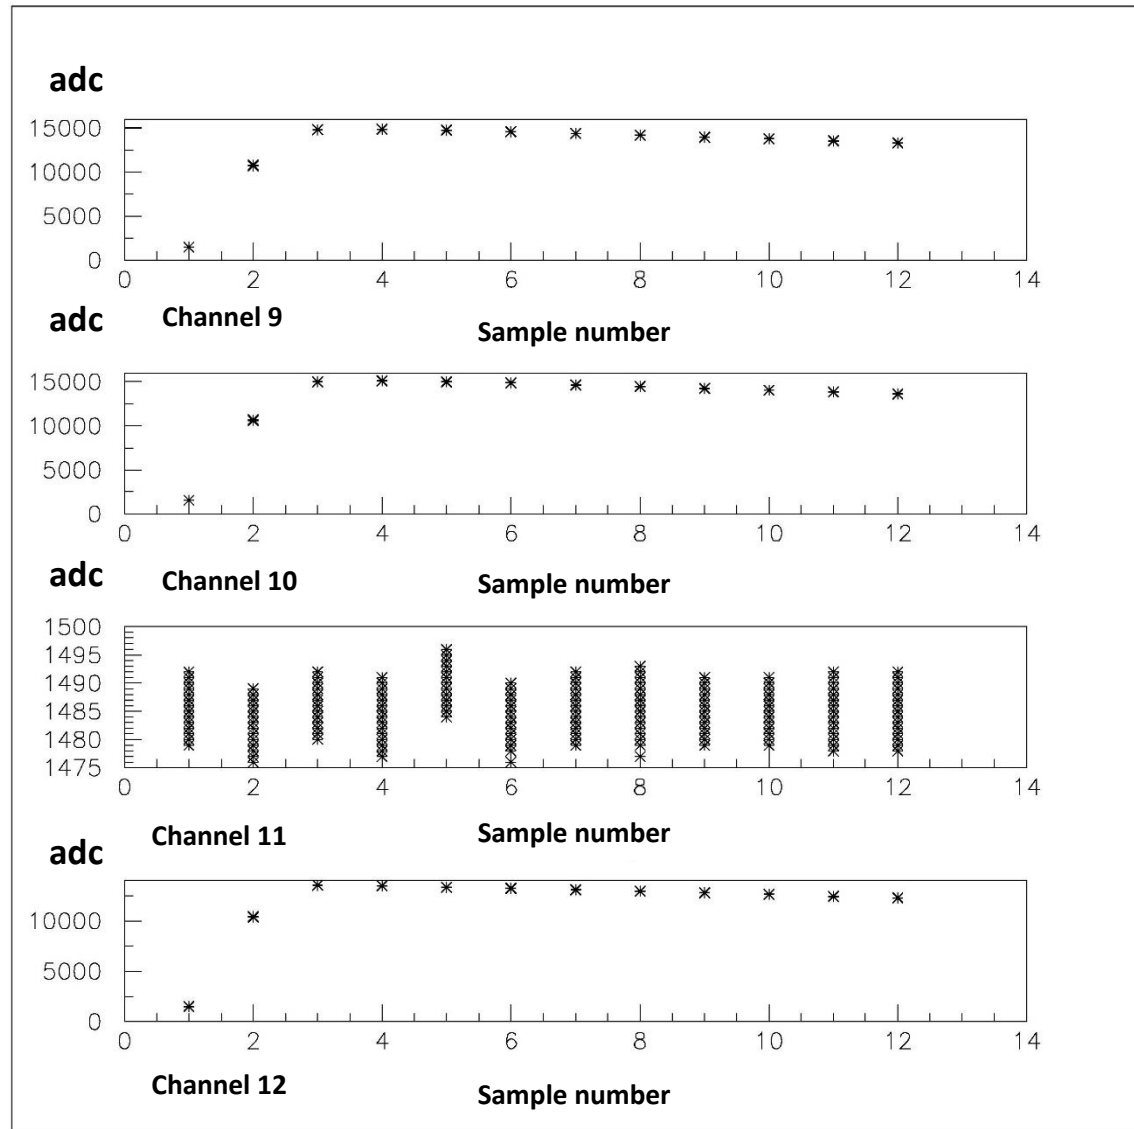 adc
15000
10000
5000
0
0 2 4 6 8 10 12 14
Channel 9
Sample number
adc
15000
10000
5000
0
0 2 4 6 8 10 12 14
Channel 10
Sample number
adc
1500
1495
1490
1485
1480
1475
0 2 4 6 8 10 12 14
Channel 11
Sample number
adc
10000
5000
0
0 2 4 6 8 10 12 14
Channel 12
Sample number